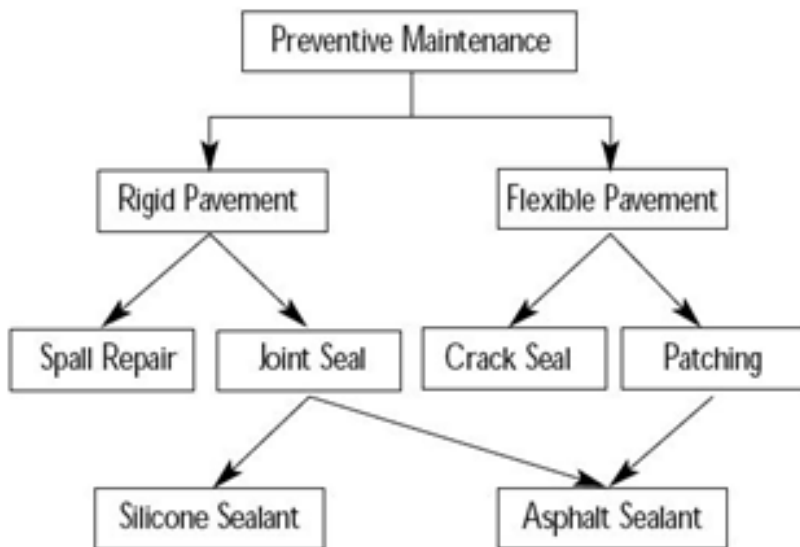 Preventive Maintenance
Rigid Pavement
Flexible Pavement
Spall Repair
Joint Seal
Crack Seal
Patching
Silicone Sealant
Asphalt Sealant